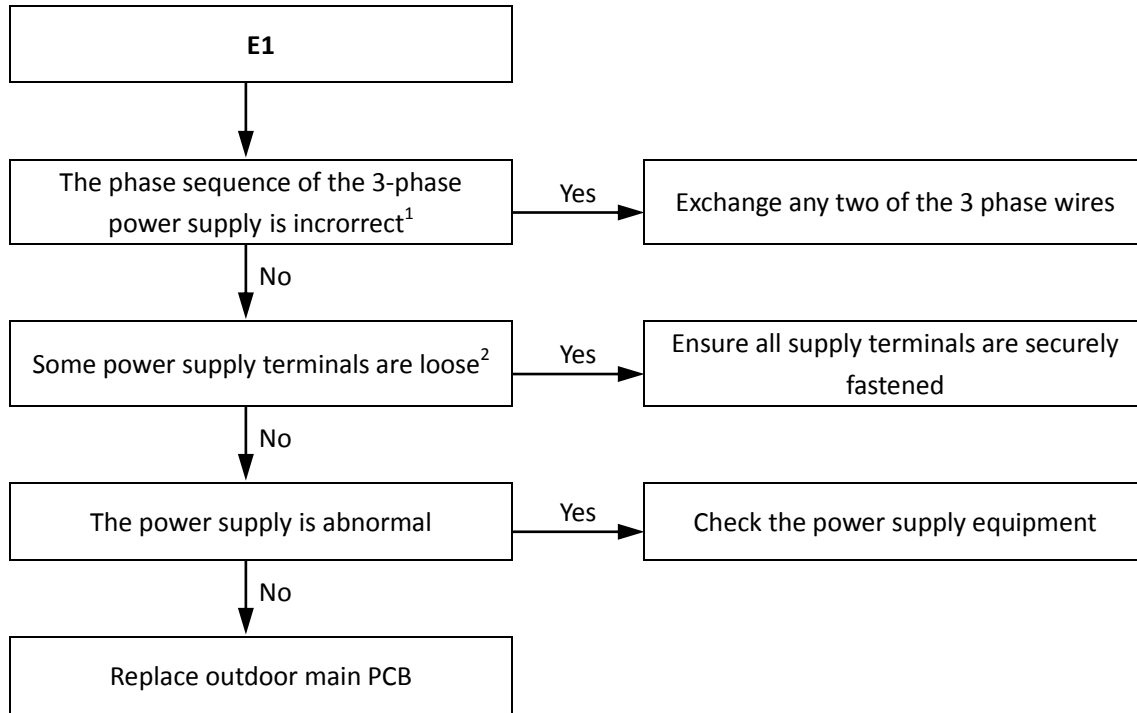 E1
The phase sequence of the 3-phase
power supply is incrorrect¹
Yes
Exchange any two of the 3 phase wires
No
Some power supply terminals are loose²
Yes
Ensure all supply terminals are securely
fastened
No
The power supply is abnormal
Yes
Check the power supply equipment
No
Replace outdoor main PCB